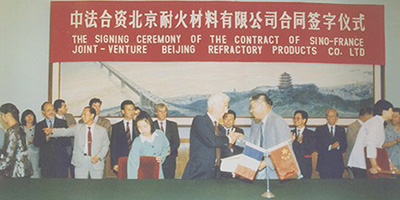 中法合资北京耐火材料有限公司合同签字仪式
THE SIGNING CEREMONY OF THE CONTRACT OF SINO-FRANCE
JOINT-VENTURE BEIJING REFRACTORY PRODUCTS CO. LTD